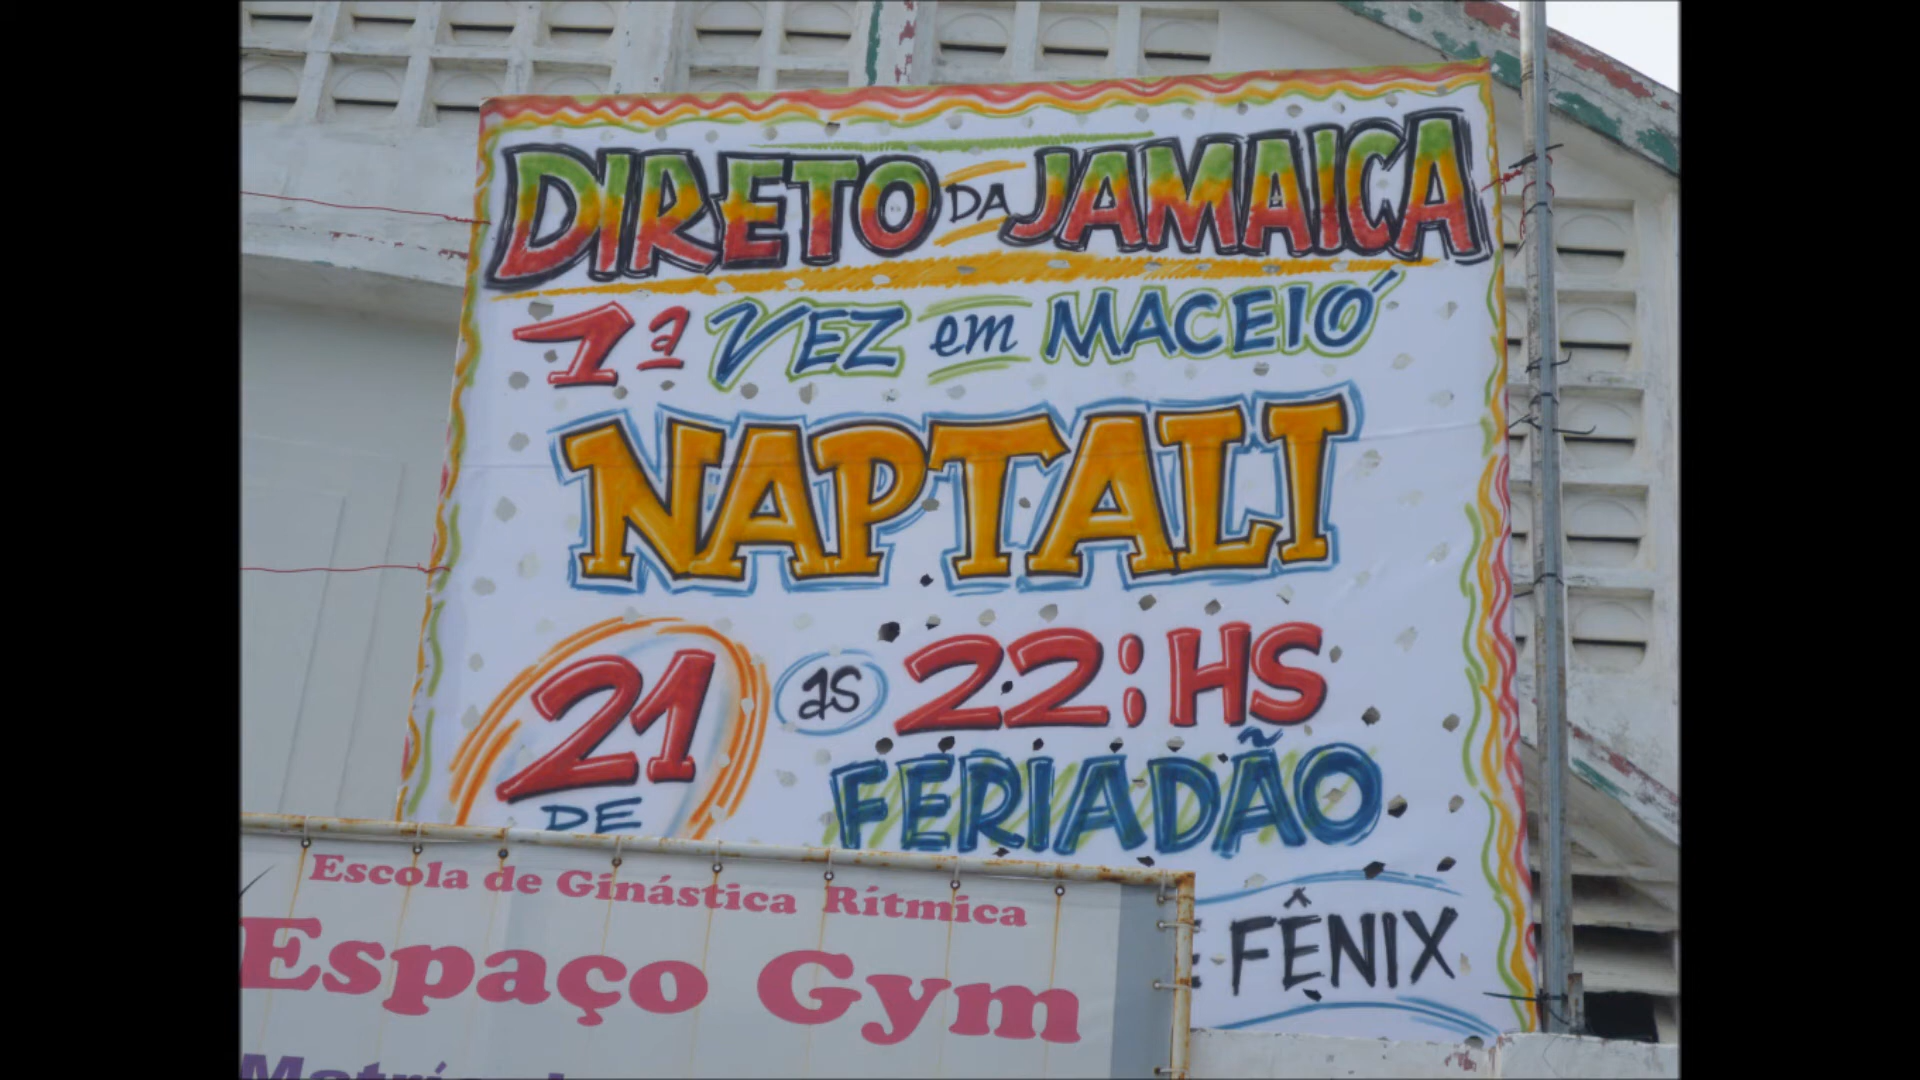 DIRETO DA JAMAICA
1ª VEZ em MACEIÓ
NAPTALI
21 as 22:HS
DE FERIADÃO
FÊNIX
Escola de Ginástica Rítmica
Espaço Gym